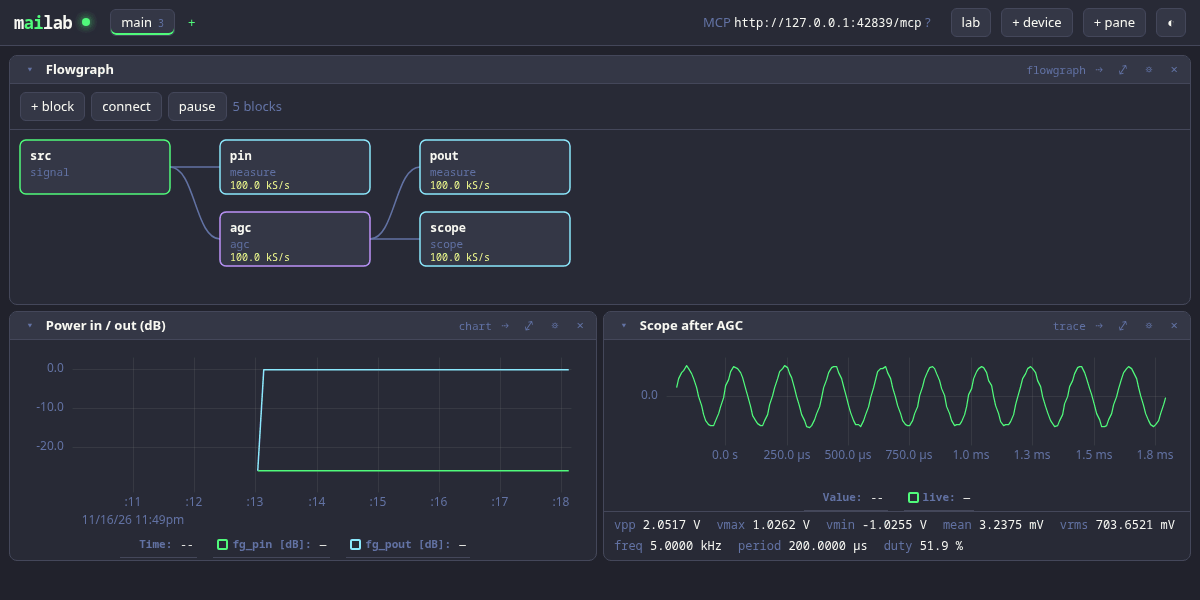 mailab main 3 + MCP http://127.0.0.1:42839/mcp ? lab + device + pane
Flowgraph flowgraph
+ block connect pause 5 blocks
src
signal
pin
measure
100.0 kS/s
pout
measure
100.0 kS/s
agc
agc
100.0 kS/s
scope
scope
100.0 kS/s
Power in / out (dB) chart
0.0
-10.0
-20.0
:11 :12 :13 :14 :15 :16 :17 :18
11/16/26 11:49pm
Time: -- fg_pin [dB]: — fg_pout [dB]: —
Scope after AGC trace
0.0
0.0 s 250.0 µs 500.0 µs 750.0 µs 1.0 ms 1.3 ms 1.5 ms 1.8 ms
Value: -- live: —
vpp 2.0517 V vmax 1.0262 V vmin -1.0255 V mean 3.2375 mV vrms 703.6521 mV
freq 5.0000 kHz period 200.0000 µs duty 51.9 %